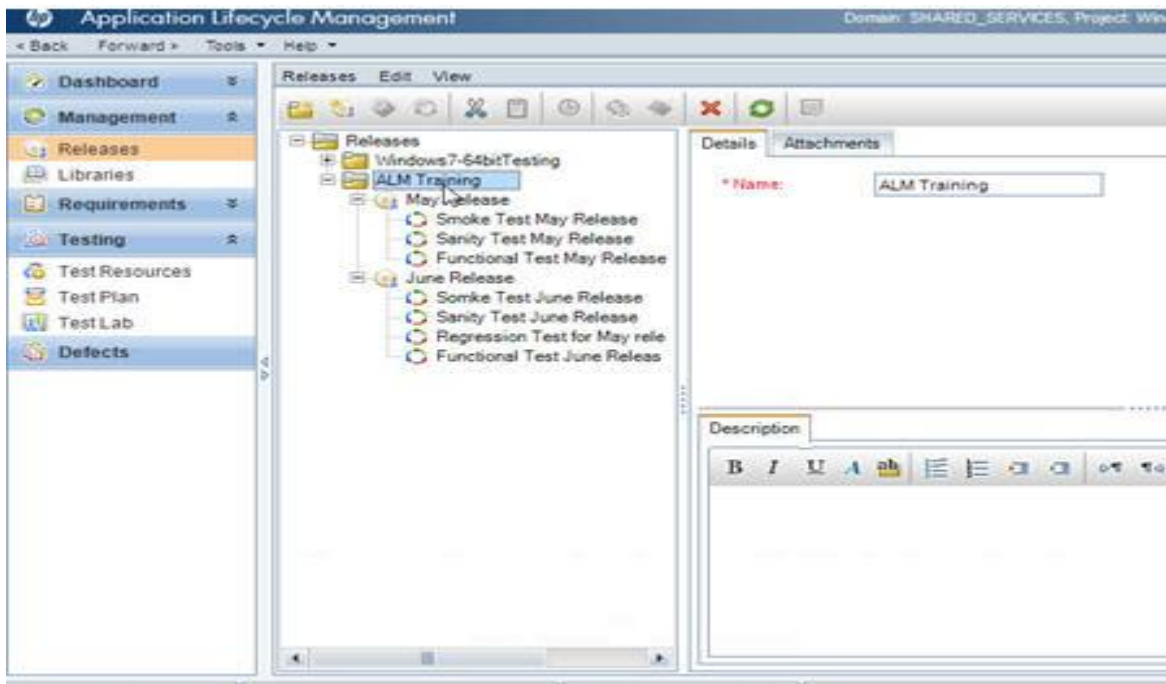 hp Application Lifecycle Management
Domain: SHARED_SERVICES, Project: Win
< Back Forward > Tools Help
Dashboard
Management
Releases
Libraries
Requirements
Testing
Test Resources
Test Plan
Test Lab
Defects
Releases Edit View
Releases
Windows7-64bitTesting
ALM Training
May Release
Smoke Test May Release
Sanity Test May Release
Functional Test May Release
June Release
Somke Test June Release
Sanity Test June Release
Regression Test for May rele
Functional Test June Releas
Details Attachments
*Name: ALM Training
Description
B I U A ab